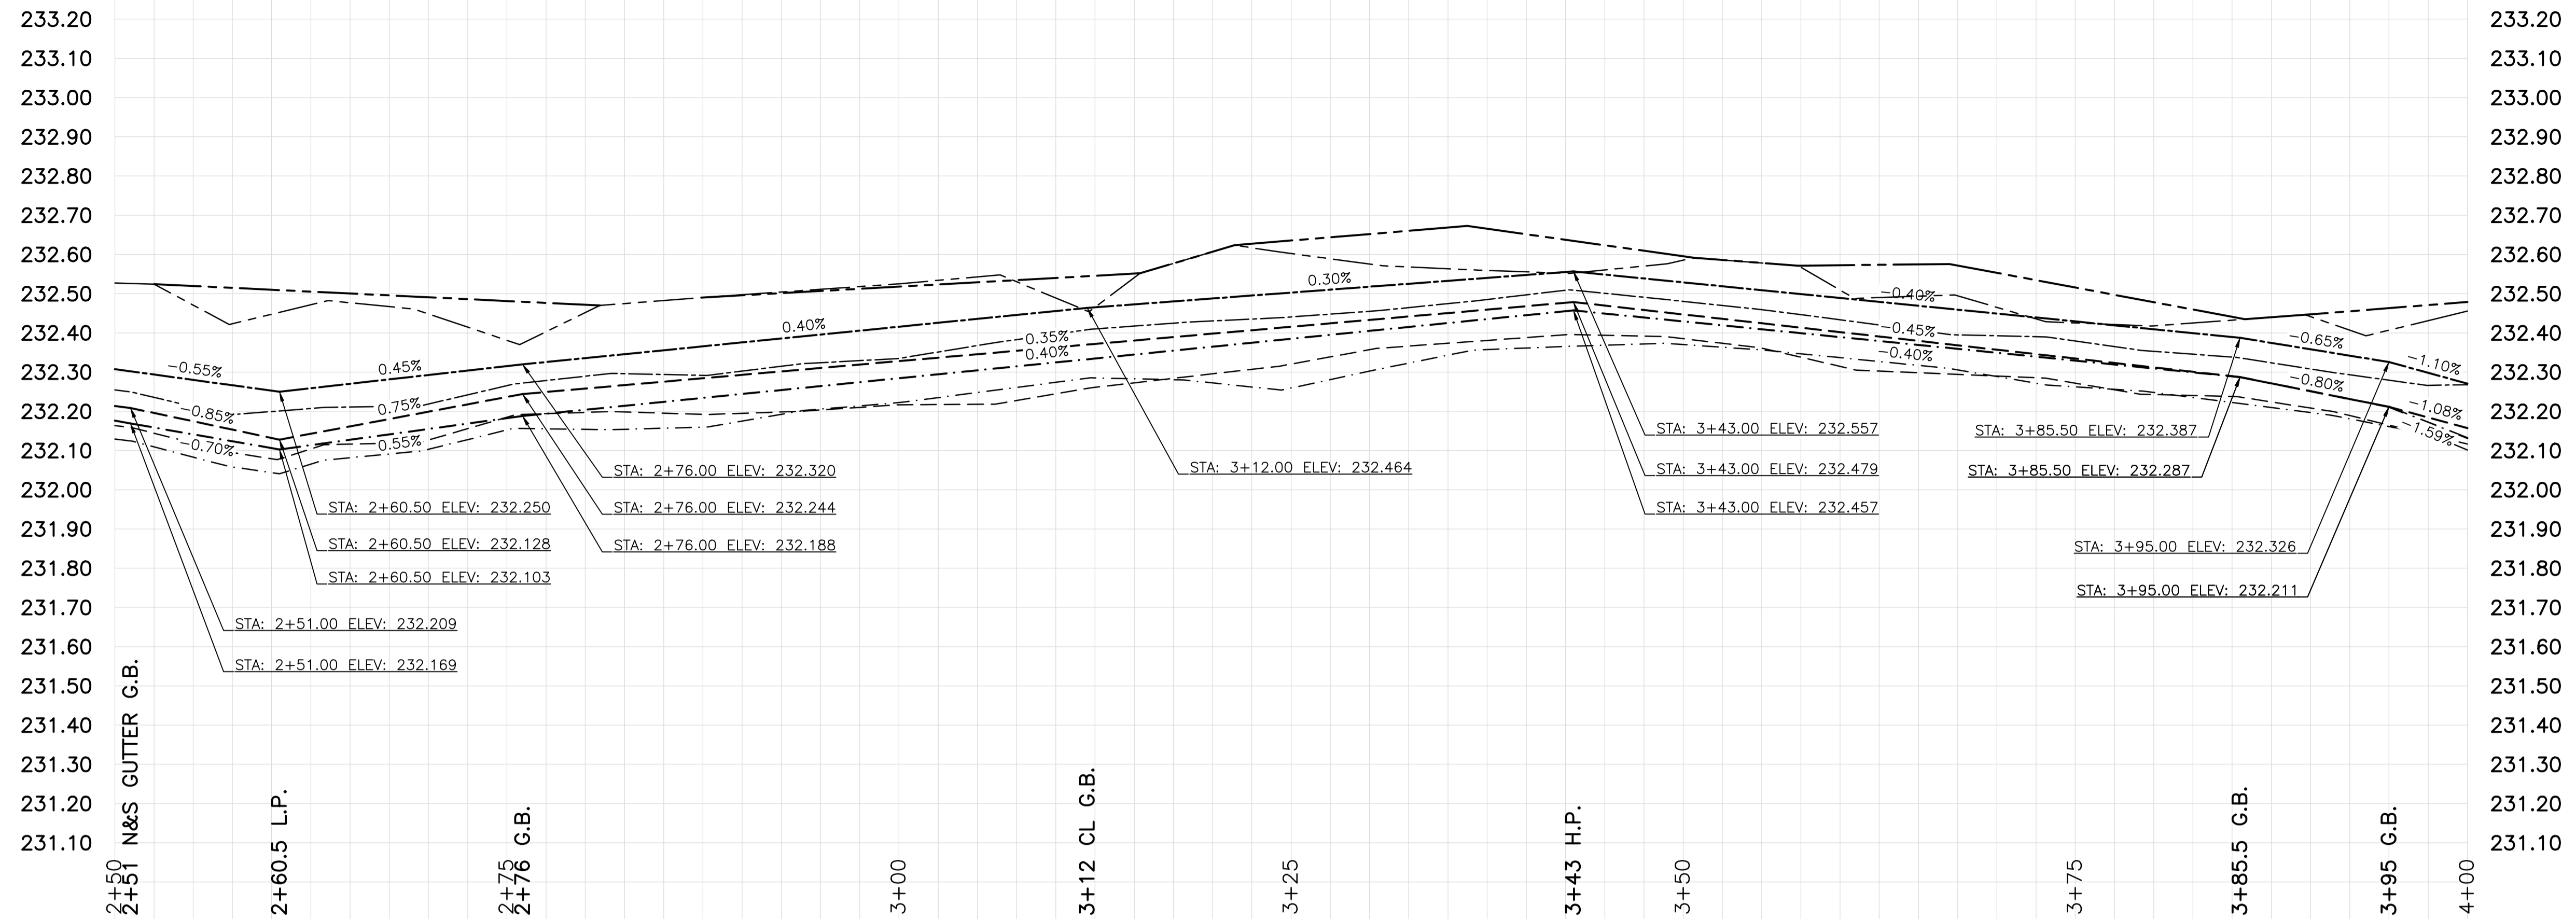 233.20 233.20
233.10 233.10
233.00 233.00
232.90 232.90
232.80 232.80
232.70 232.70
232.60 232.60
232.50 232.50
232.40 232.40
232.30 232.30
232.20 232.20
232.10 232.10
232.00 232.00
231.90 231.90
231.80 231.80
231.70 231.70
231.60 231.60
231.50 231.50
231.40 231.40
231.30 231.30
231.20 231.20
231.10 231.10
-0.55%
0.45%
0.40%
0.30%
-0.40%
-0.65%
-1.10%
-0.85%
0.75%
0.35%
-0.45%
-0.80%
-1.08%
-0.70%
0.55%
0.40%
-0.40%
-1.59%
STA: 2+76.00 ELEV: 232.320
STA: 2+76.00 ELEV: 232.244
STA: 2+76.00 ELEV: 232.188
STA: 2+60.50 ELEV: 232.250
STA: 2+60.50 ELEV: 232.128
STA: 2+60.50 ELEV: 232.103
STA: 2+51.00 ELEV: 232.209
STA: 2+51.00 ELEV: 232.169
STA: 3+12.00 ELEV: 232.464
STA: 3+43.00 ELEV: 232.557
STA: 3+43.00 ELEV: 232.479
STA: 3+43.00 ELEV: 232.457
STA: 3+85.50 ELEV: 232.387
STA: 3+85.50 ELEV: 232.287
STA: 3+95.00 ELEV: 232.326
STA: 3+95.00 ELEV: 232.211
2+50
2+51 N&S GUTTER G.B.
2+60.5 L.P.
2+75
2+76 G.B.
3+00
3+12 CL G.B.
3+25
3+43 H.P.
3+50
3+75
3+85.5 G.B.
3+95 G.B.
4+00